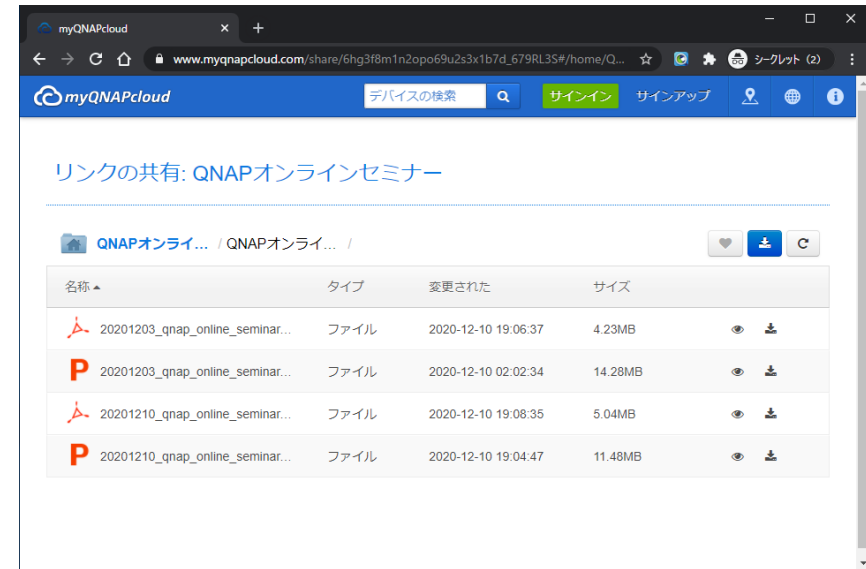 myQNAPcloud
www.myqnapcloud.com/share/6hg3f8m1n2opo69u2s3x1b7d_679RL3S#/home/Q...
シークレット (2)
myQNAPcloud
デバイスの検索
サインイン
サインアップ
リンクの共有: QNAPオンラインセミナー
QNAPオンライ... / QNAPオンライ... /
名称 タイプ 変更された サイズ
20201203_qnap_online_seminar... ファイル 2020-12-10 19:06:37 4.23MB
P 20201203_qnap_online_seminar... ファイル 2020-12-10 02:02:34 14.28MB
20201210_qnap_online_seminar... ファイル 2020-12-10 19:08:35 5.04MB
P 20201210_qnap_online_seminar... ファイル 2020-12-10 19:04:47 11.48MB